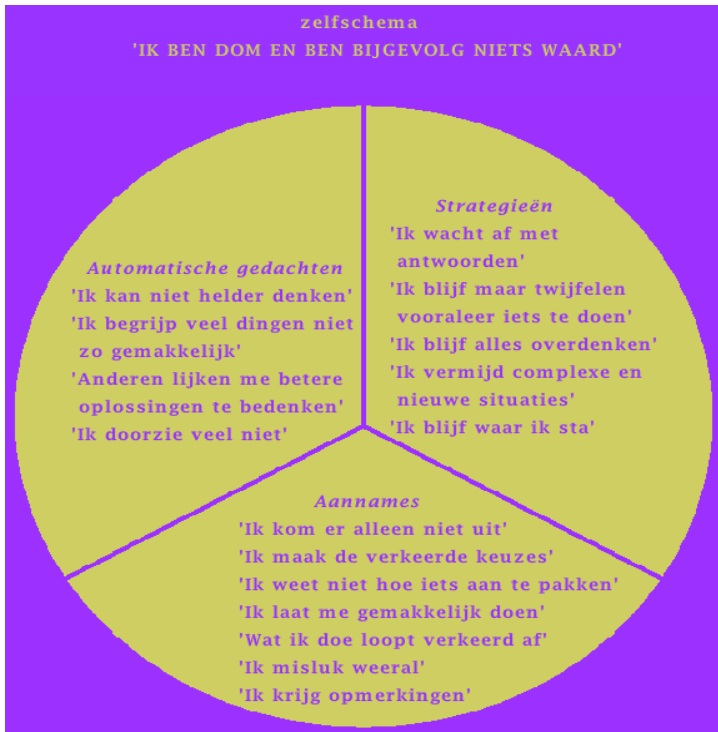 zelfschema
'IK BEN DOM EN BEN BIJGEVOLG NIETS WAARD'
Automatische gedachten
'Ik kan niet helder denken'
'Ik begrijp veel dingen niet
zo gemakkelijk'
'Anderen lijken me betere
oplossingen te bedenken'
'Ik doorzie veel niet'
Strategieën
'Ik wacht af met
antwoorden'
'Ik blijf maar twijfelen
vooraleer iets te doen'
'Ik blijf alles overdenken'
'Ik vermijd complexe en
nieuwe situaties'
'Ik blijf waar ik sta'
Aannames
'Ik kom er alleen niet uit'
'Ik maak de verkeerde keuzes'
'Ik weet niet hoe iets aan te pakken'
'Ik laat me gemakkelijk doen'
'Wat ik doe loopt verkeerd af'
'Ik misluk weeral'
'Ik krijg opmerkingen'